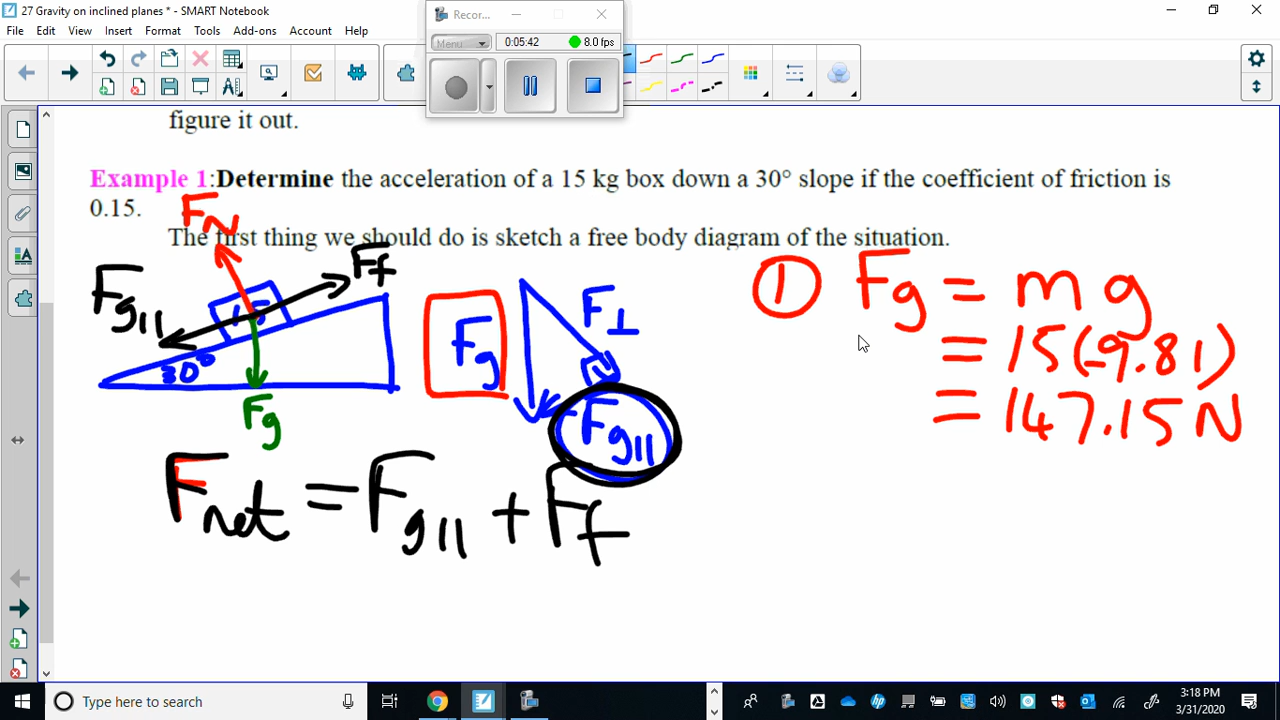 27 Gravity on inclined planes * - SMART Notebook
File Edit View Insert Format Tools Outline Add-ons Account Help
Recor...
Menu 0:05:42 8.0 fps
figure it out.
Example 1:Determine the acceleration of a 15 kg box down a 30° slope if the coefficient of friction is
0.15.
The first thing we should do is sketch a free body diagram of the situation.
FN
Ff
Fg||
15
30°
Fg
Fg
F⊥
Fg||
Fnet = Fg|| + Ff
① Fg = mg
= 15(-9.81)
= 147.15 N
Type here to search
3:18 PM
3/31/2020